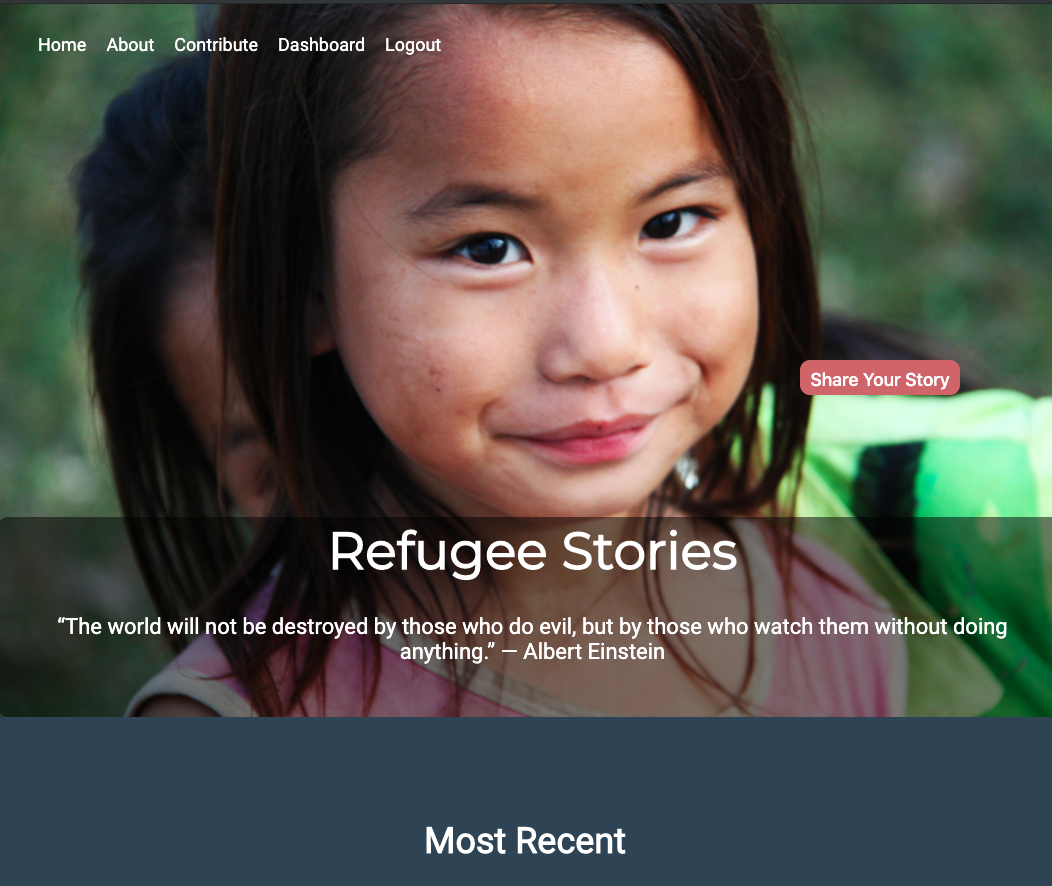 Home About Contribute Dashboard Logout
Share Your Story
Refugee Stories
“The world will not be destroyed by those who do evil, but by those who watch them without doing
anything.” — Albert Einstein
Most Recent